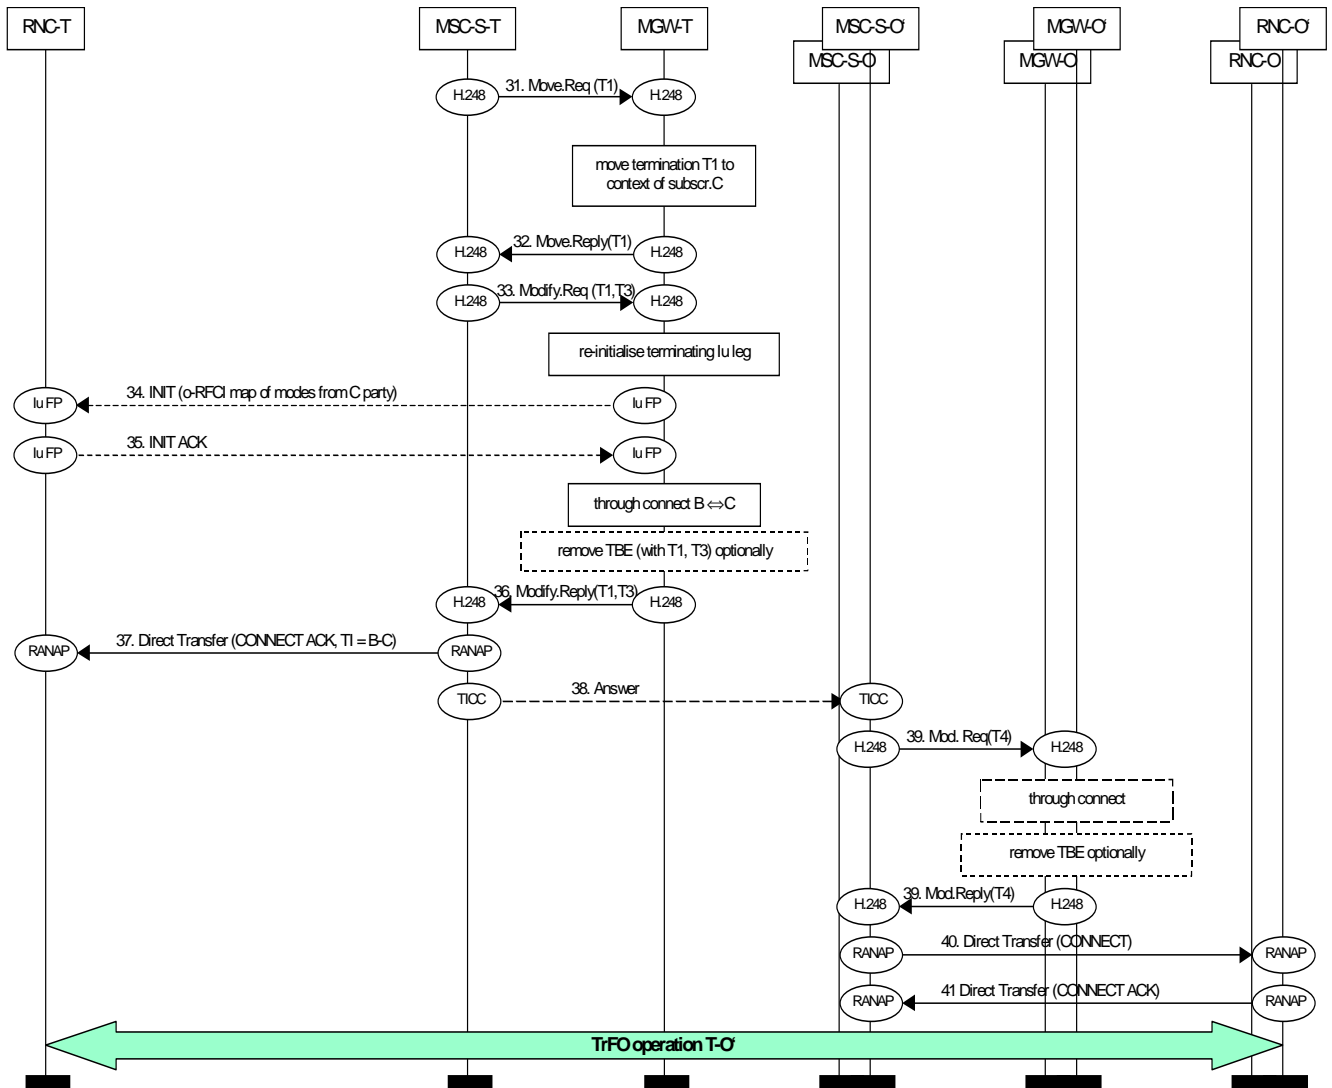 RNC-T
MSC-S-T
MGW-T
MSC-S-O'
MGW-O'
RNC-O'
MSC-S-O
MGW-O
RNC-O
H.248
31. Move.Req (T1)
H.248
move termination T1 to
context of subscr.C
H.248
32. Move.Reply(T1)
H.248
H.248
33. Modify.Req (T1,T3)
H.248
re-initialise terminating Iu leg
Iu FP
34. INIT (o-RFCI map of modes from C party)
Iu FP
Iu FP
35. INIT ACK
Iu FP
through connect B ⇔ C
remove TBE (with T1, T3) optionally
H.248
36. Modify.Reply(T1,T3)
H.248
RANAP
37. Direct Transfer (CONNECT ACK, TI = B-C)
RANAP
TICC
38. Answer
TICC
H.248
39. Mod. Req(T4)
H.248
through connect
remove TBE optionally
H.248
39. Mod.Reply(T4)
H.248
RANAP
40. Direct Transfer (CONNECT)
RANAP
RANAP
41 Direct Transfer (CONNECT ACK)
RANAP
TrFO operation T-O'